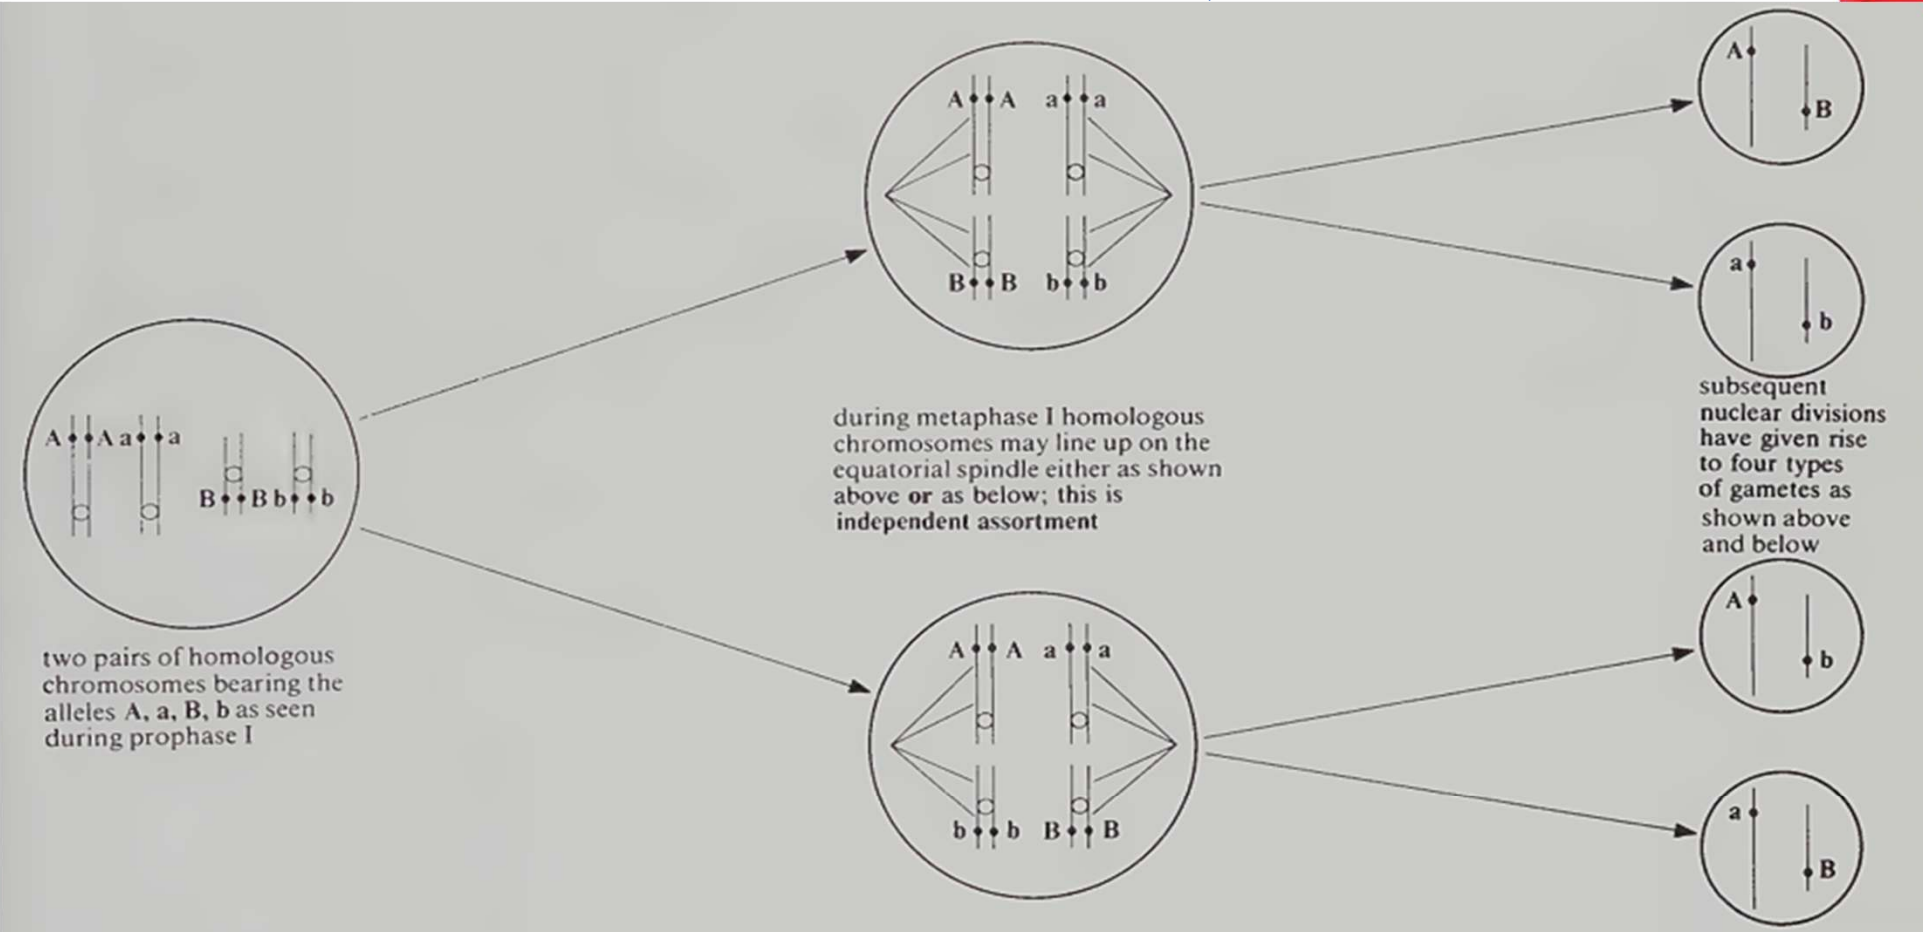 A A a a
B B b b
two pairs of homologous
chromosomes bearing the
alleles A, a, B, b as seen
during prophase I
A A a a
B B b b
during metaphase I homologous
chromosomes may line up on the
equatorial spindle either as shown
above or as below; this is
independent assortment
A A a a
b b B B
A
B
a
b
subsequent
nuclear divisions
have given rise
to four types
of gametes as
shown above
and below
A
b
a
B